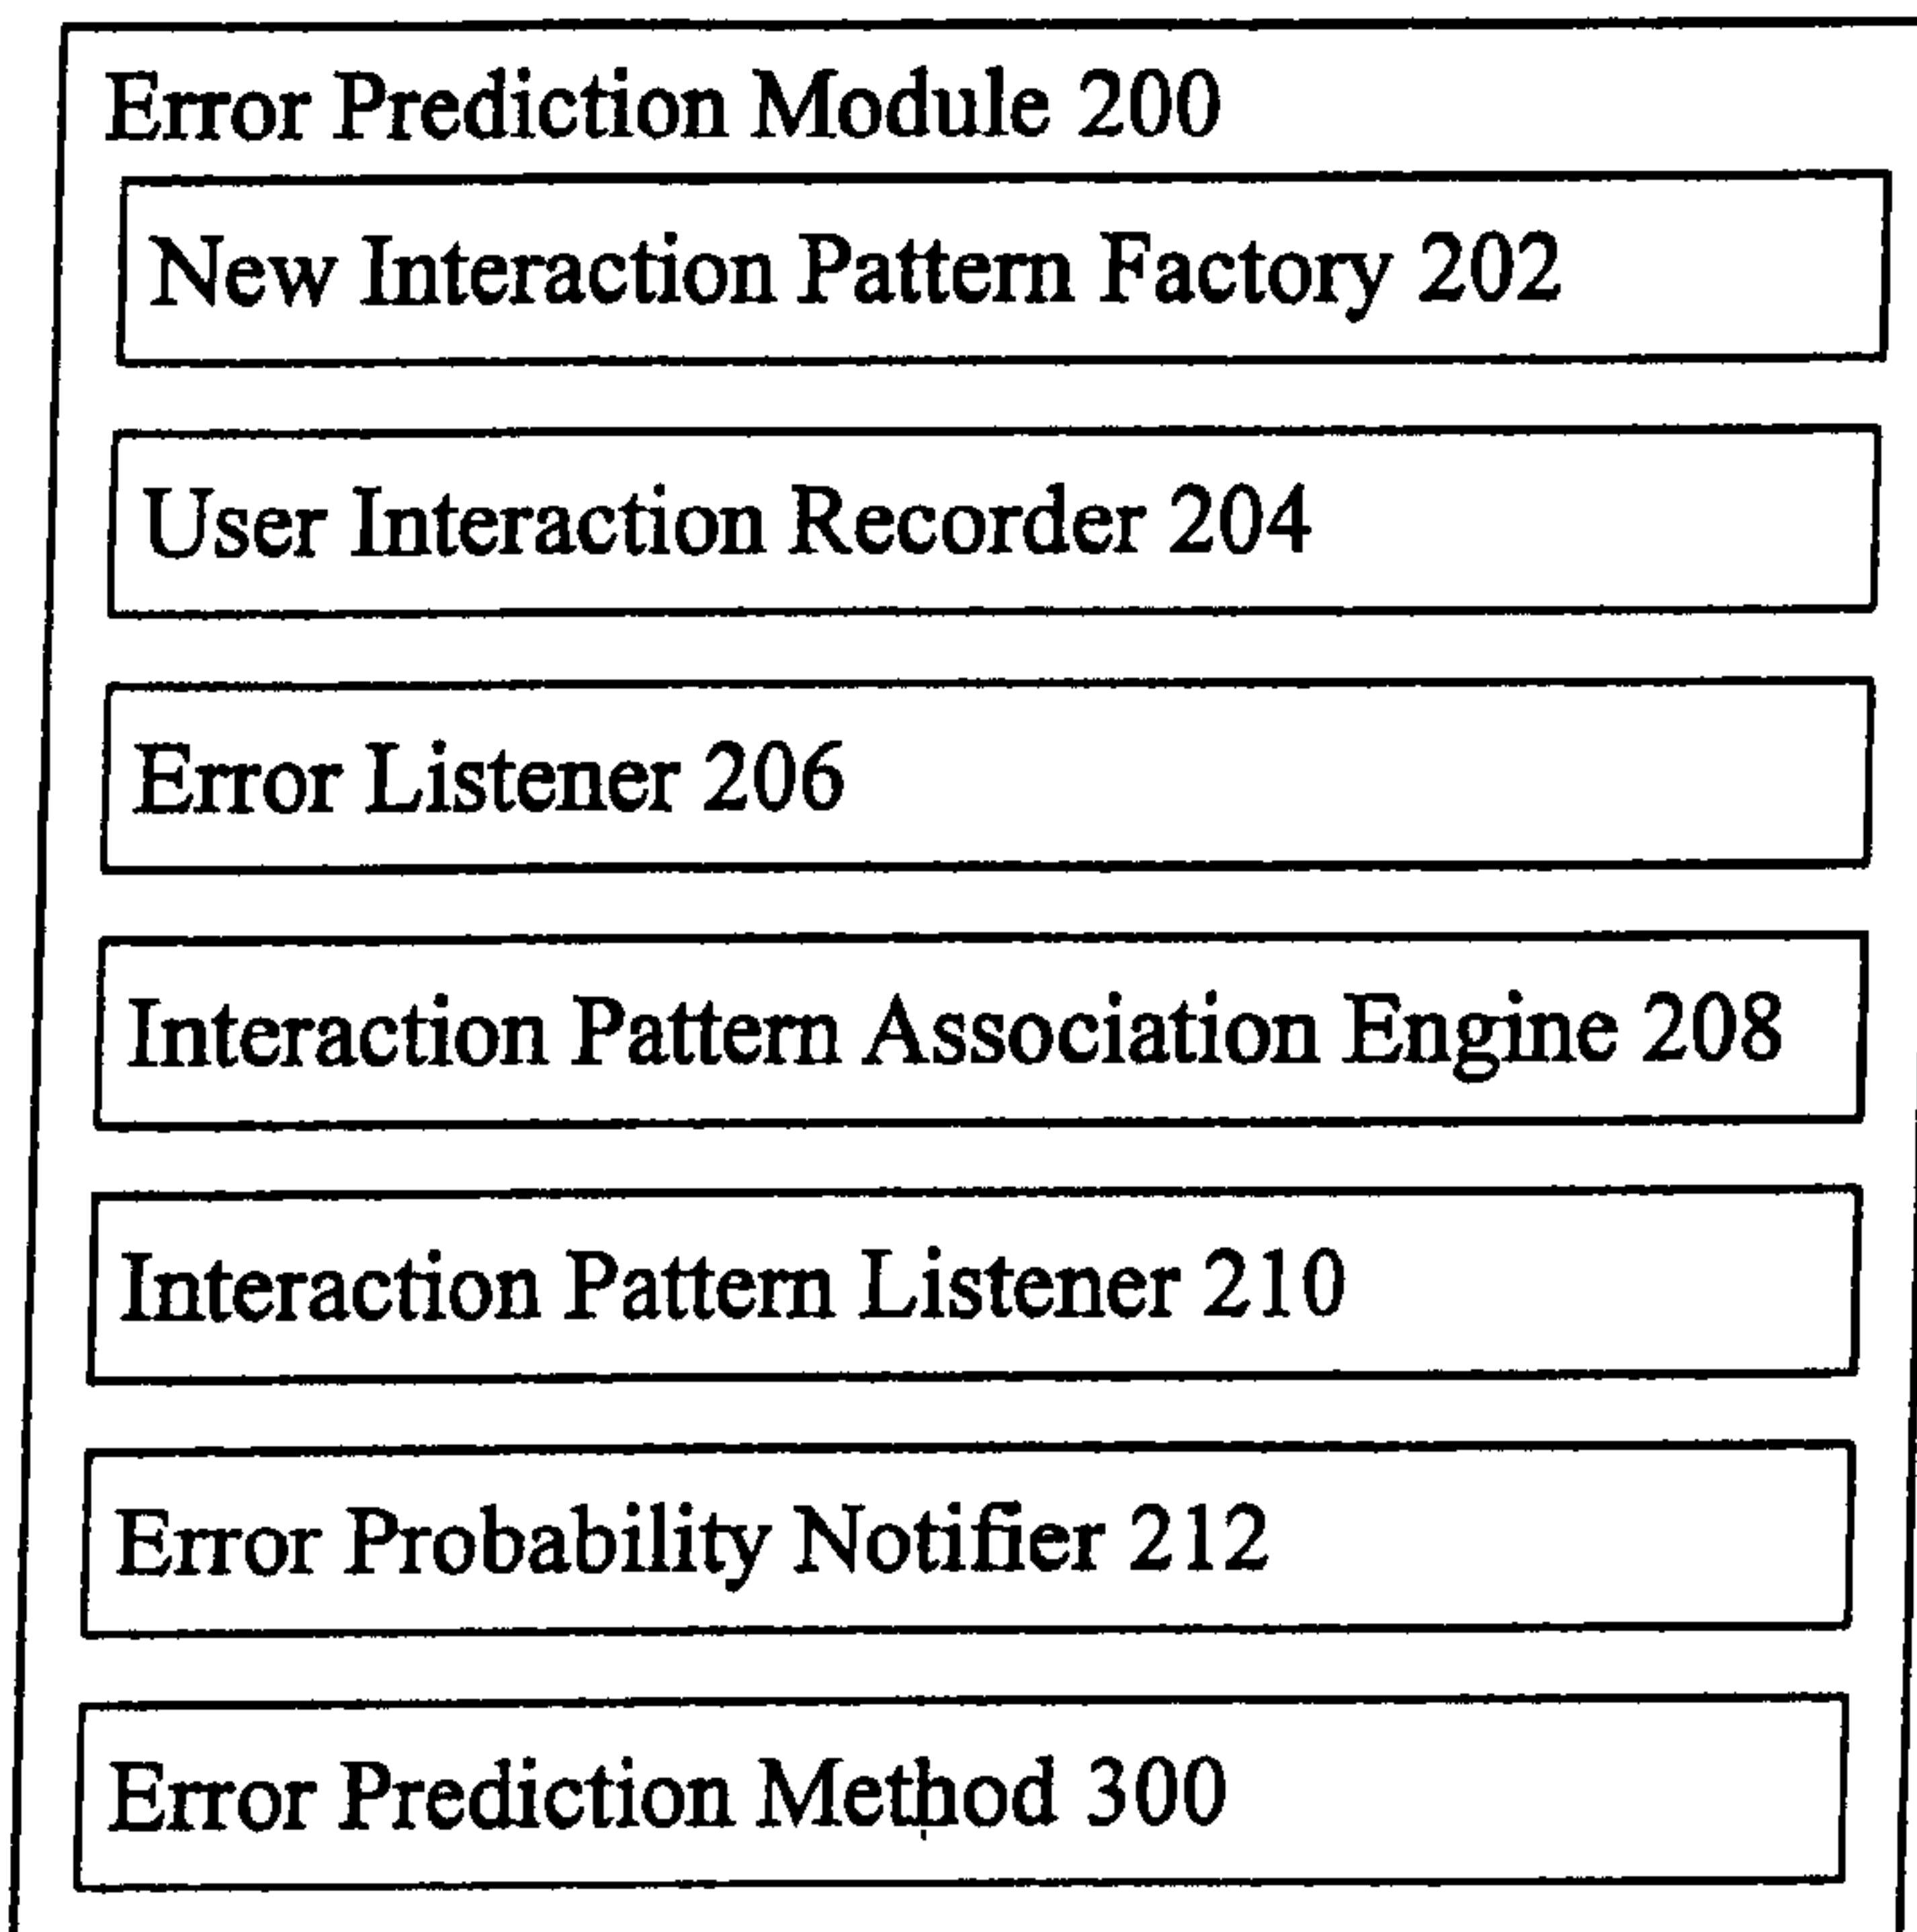 Error Prediction Module 200
New Interaction Pattern Factory 202
User Interaction Recorder 204
Error Listener 206
Interaction Pattern Association Engine 208
Interaction Pattern Listener 210
Error Probability Notifier 212
Error Prediction Method 300